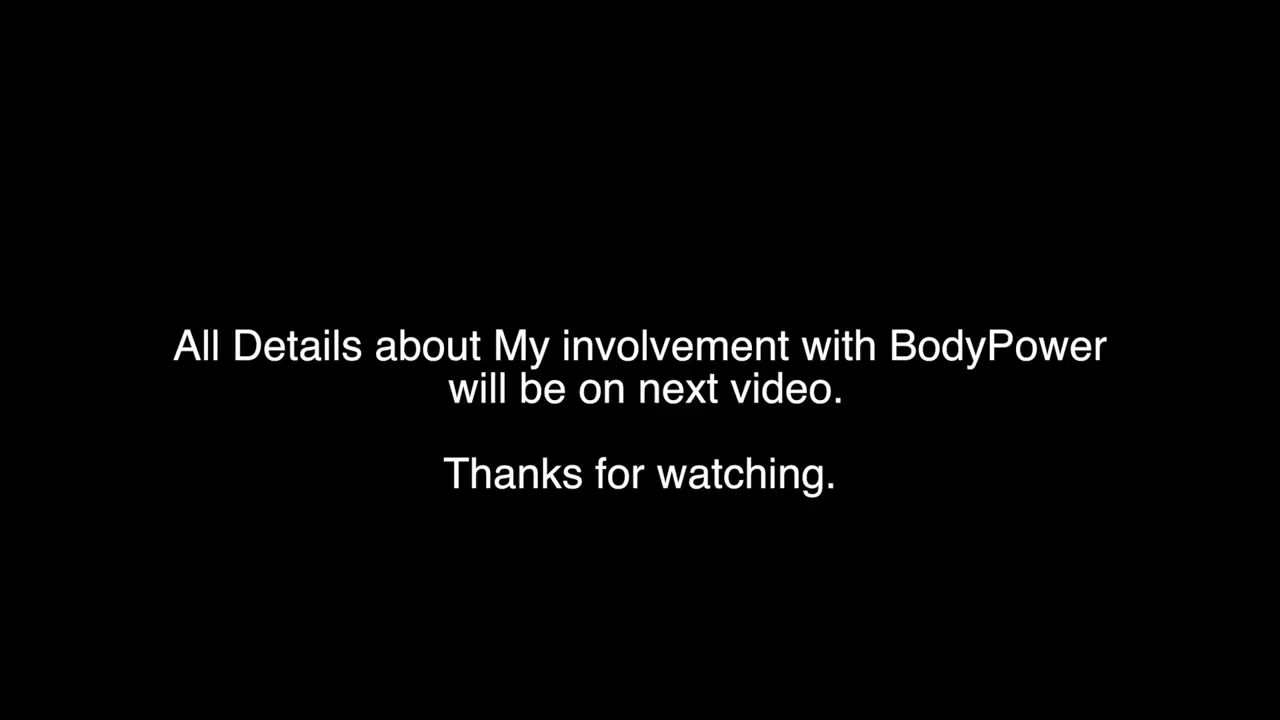 All Details about My involvement with BodyPower
will be on next video.
Thanks for watching.